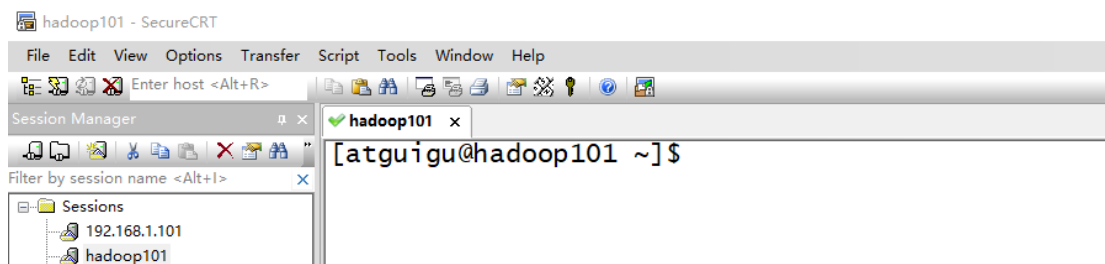 hadoop101 - SecureCRT
File Edit View Options Transfer Script Tools Window Help
Enter host <Alt+R>
Session Manager
hadoop101 x
[atguigu@hadoop101 ~]$
Filter by session name <Alt+I>
Sessions
192.168.1.101
hadoop101